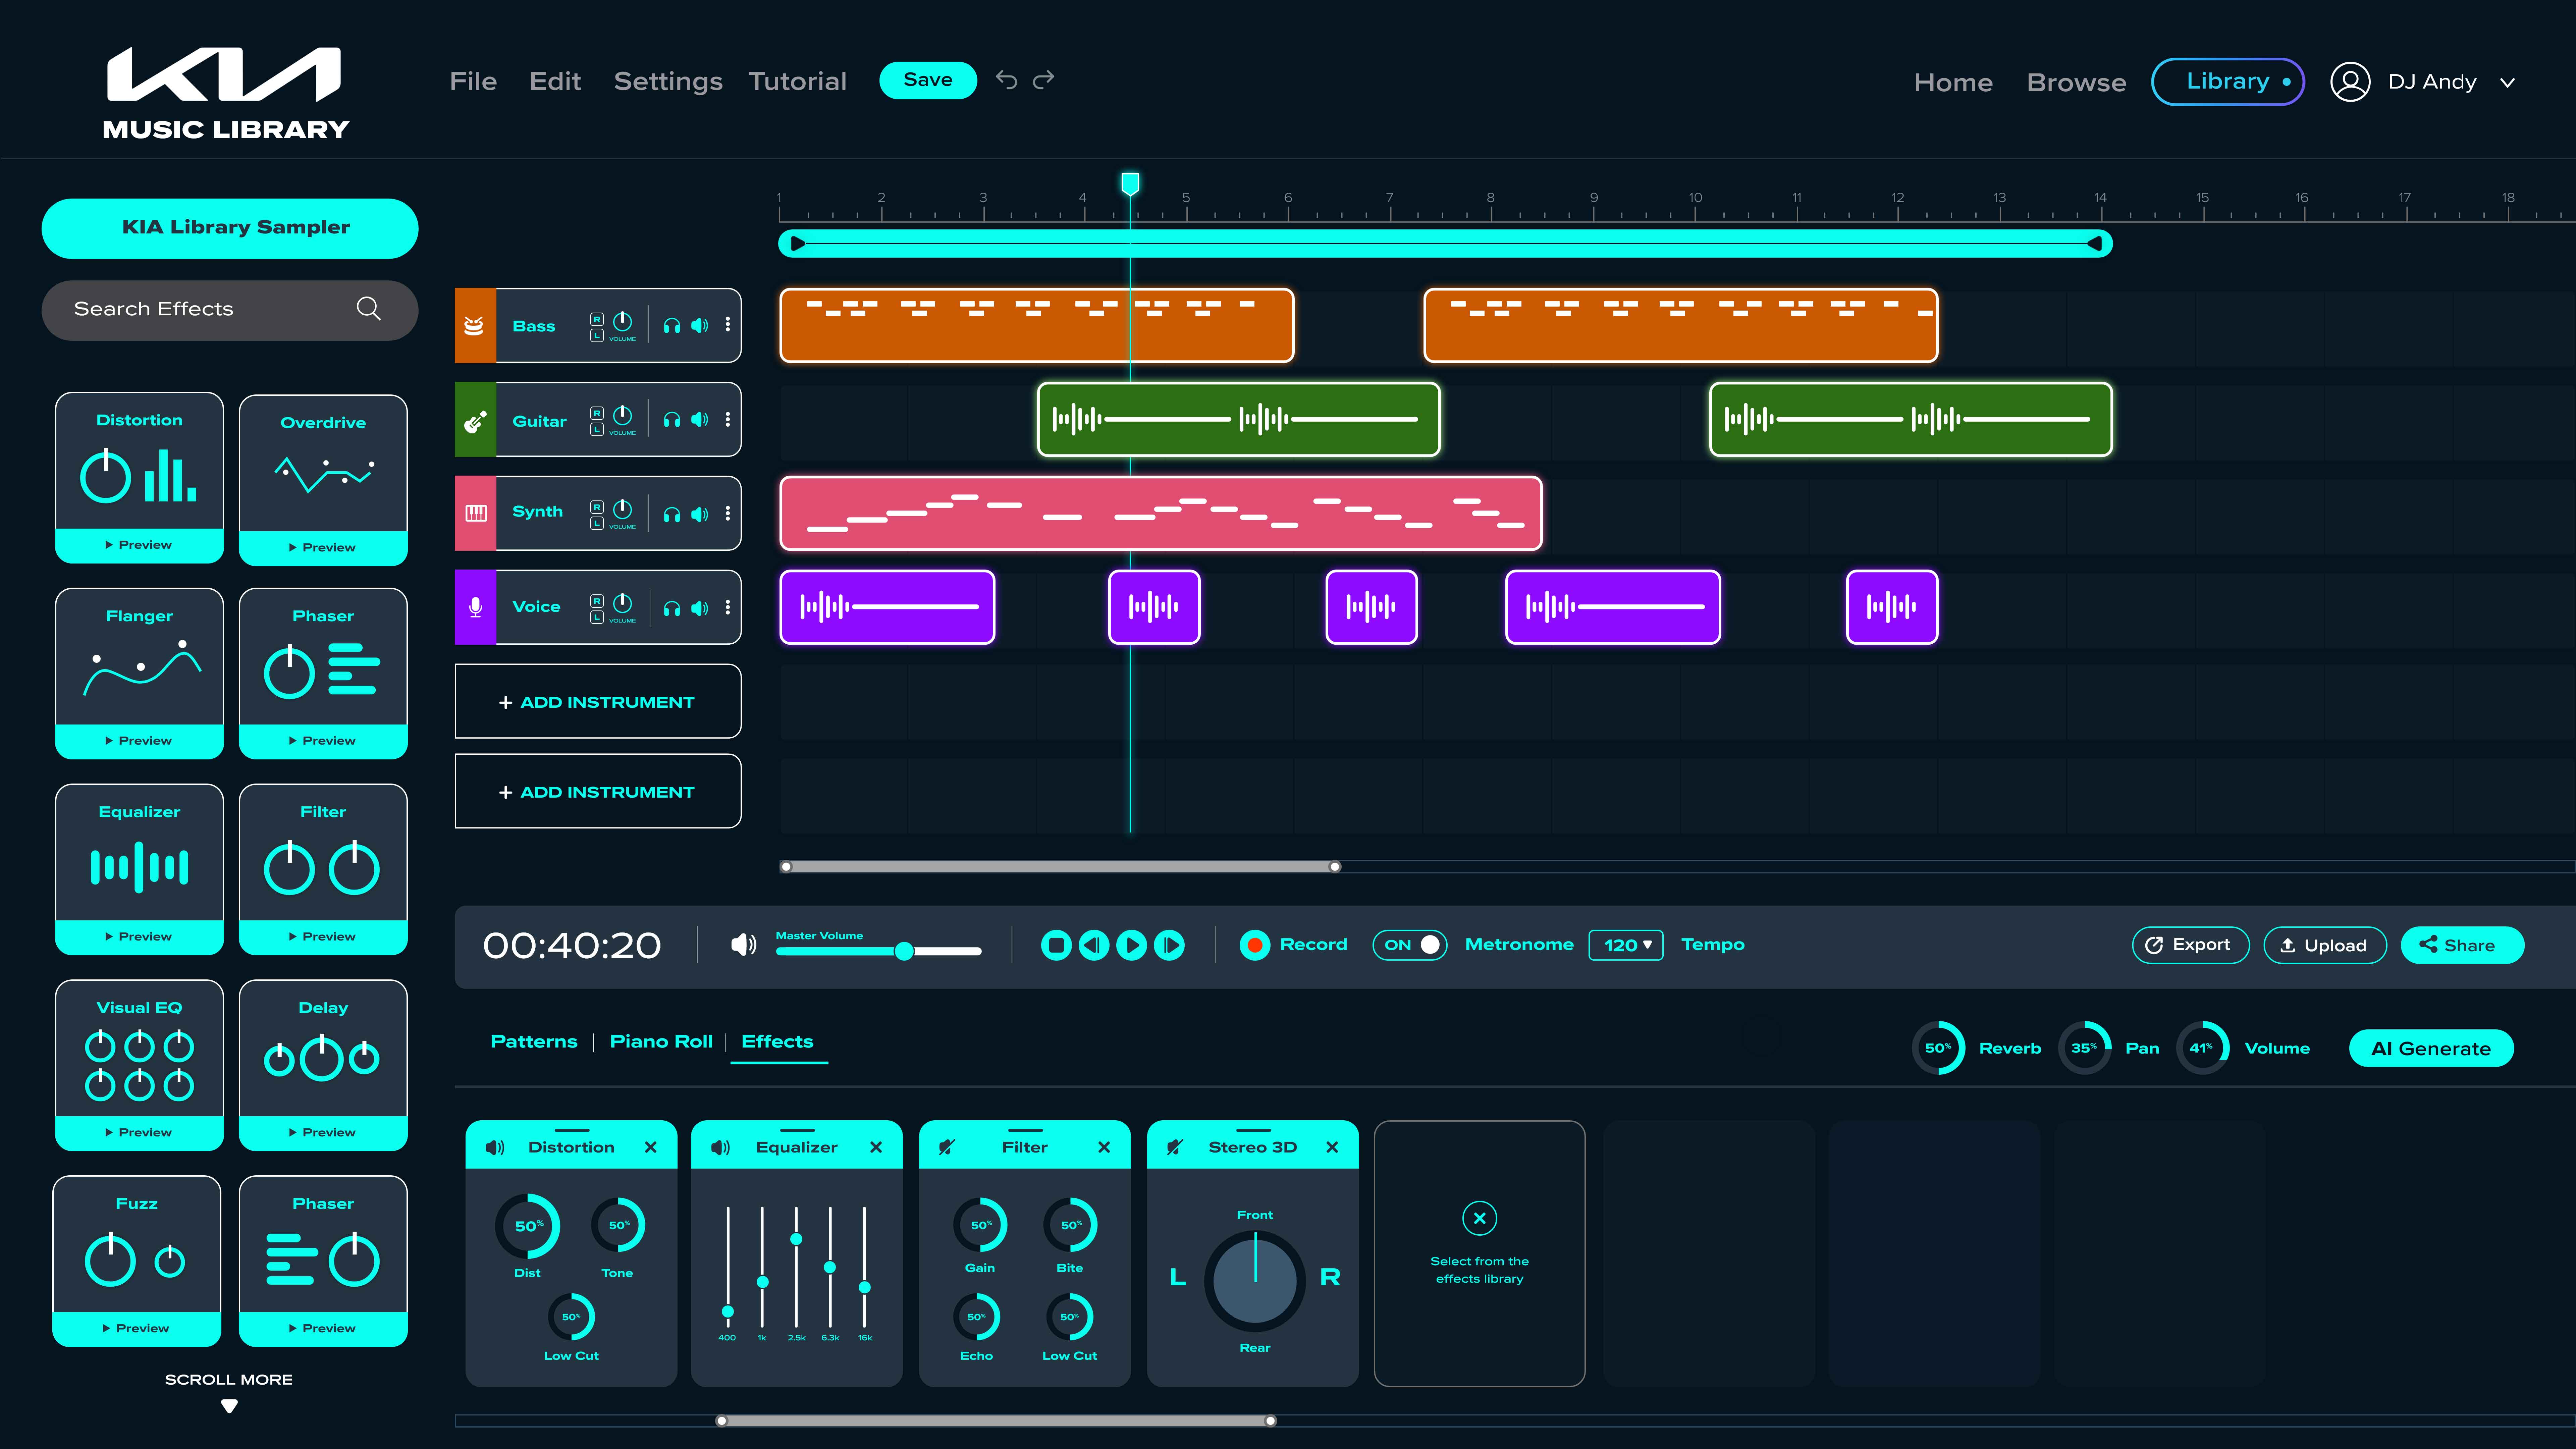 KIA
MUSIC LIBRARY
File Edit Settings Tutorial Save
Home Browse Library DJ Andy
KIA Library Sampler
Search Effects
Distortion
Preview
Overdrive
Preview
Flanger
Preview
Phaser
Preview
Equalizer
Preview
Filter
Preview
Visual EQ
Preview
Delay
Preview
Fuzz
Preview
Phaser
Preview
SCROLL MORE
1 2 3 4 5 6 7 8 9 10 11 12 13 14 15 16 17 18
Bass
R
L
VOLUME
Guitar
R
L
VOLUME
Synth
R
L
VOLUME
Voice
R
L
VOLUME
+ ADD INSTRUMENT
+ ADD INSTRUMENT
00:40:20
Master Volume
Record ON Metronome 120 Tempo
Export Upload Share
Patterns Piano Roll Effects
50% Reverb 35% Pan 41% Volume AI Generate
Distortion
50% 50%
Dist Tone
50%
Low Cut
Equalizer
400 1k 2.5k 6.3k 16k
Filter
50% 50%
Gain Bite
50% 50%
Echo Low Cut
Stereo 3D
Front
L R
Rear
Select from the
effects library